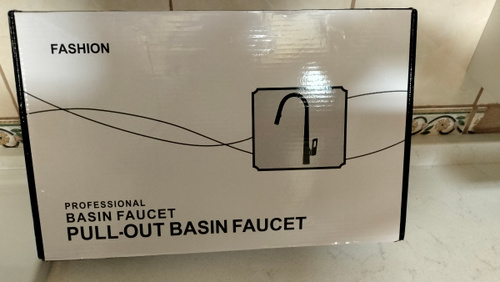 FASHION
PROFESSIONAL
BASIN FAUCET
PULL-OUT BASIN FAUCET